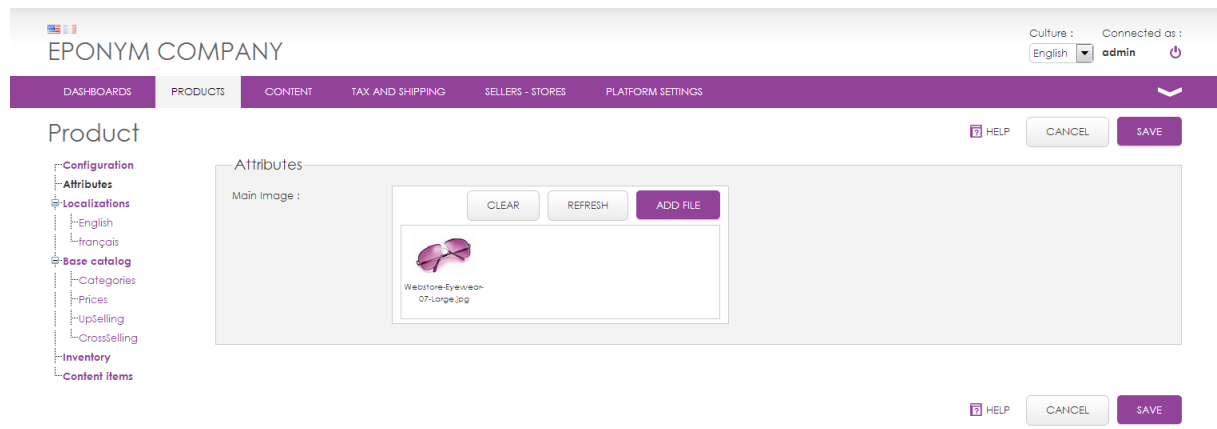 Culture : Connected as :
EPONYM COMPANY
English admin
DASHBOARDS PRODUCTS CONTENT TAX AND SHIPPING SELLERS - STORES PLATFORM SETTINGS
Product
? HELP CANCEL SAVE
Configuration
Attributes
Localizations
English
français
Base catalog
Categories
Prices
UpSelling
CrossSelling
Inventory
Content items
Attributes
Main Image :
CLEAR REFRESH ADD FILE
Webstore-Eyewear-
07-Large.jpg
? HELP CANCEL SAVE